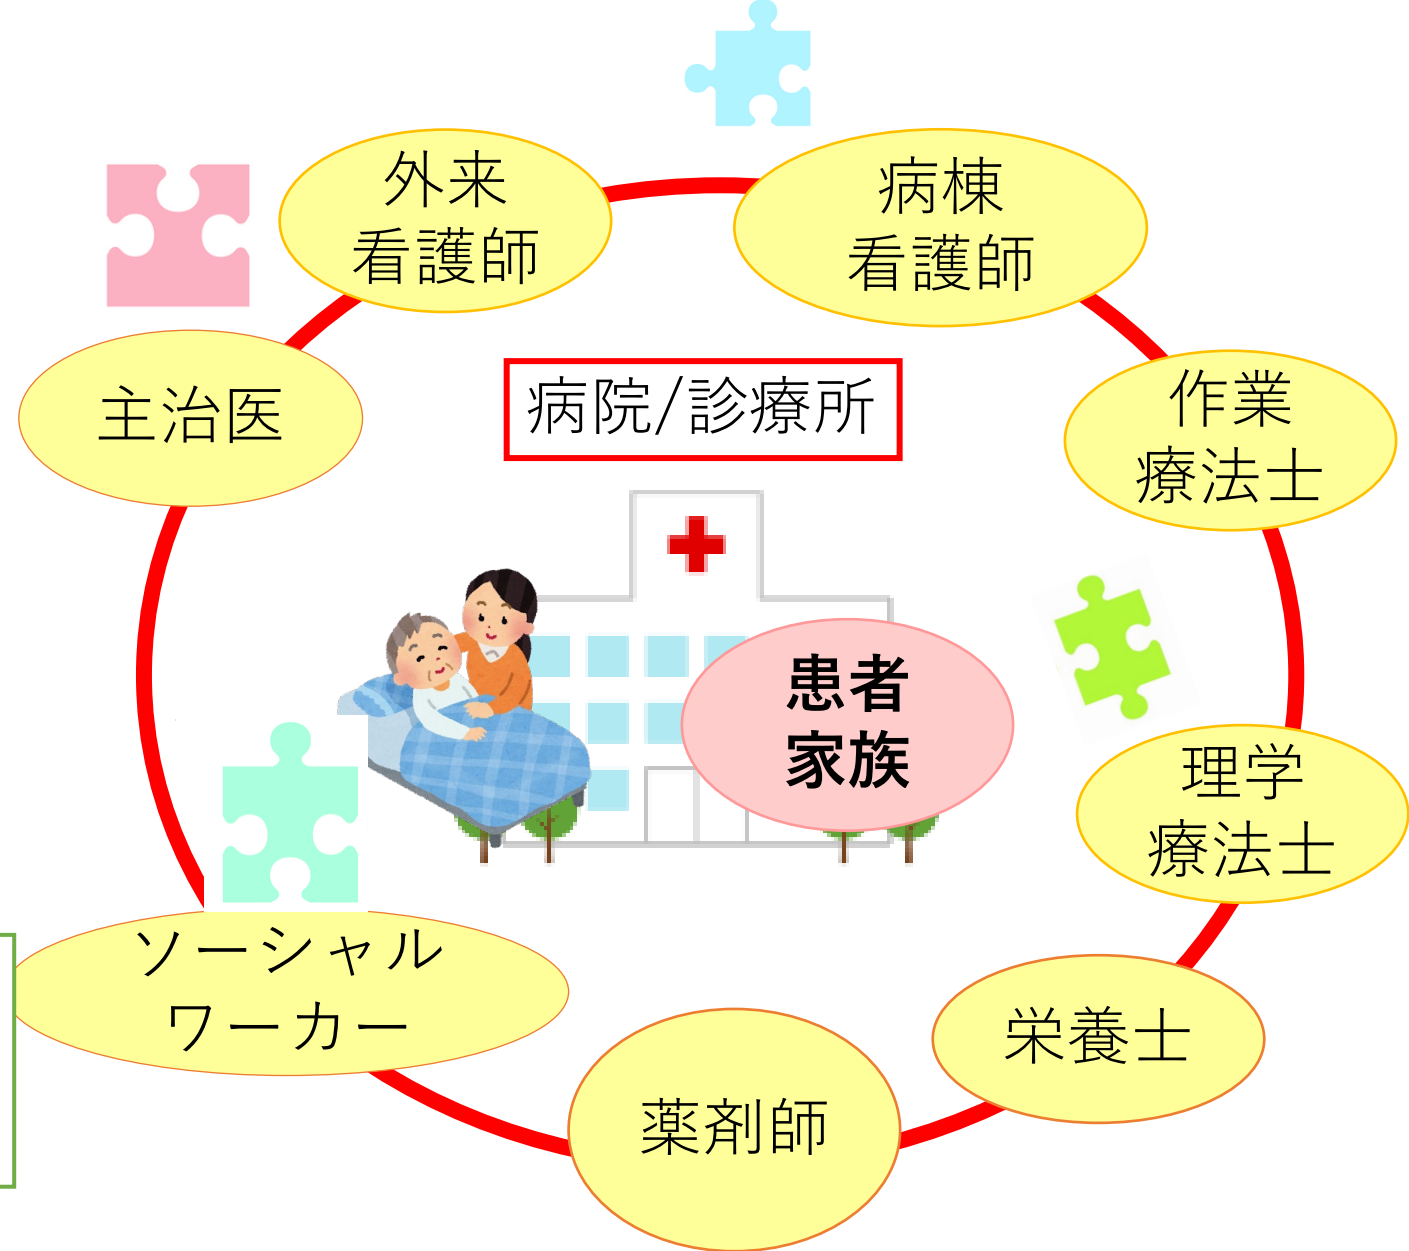 外来
看護師
病棟
看護師
主治医
病院/診療所
作業
療法士
患者
家族
理学
療法士
ソーシャル
ワーカー
栄養士
薬剤師